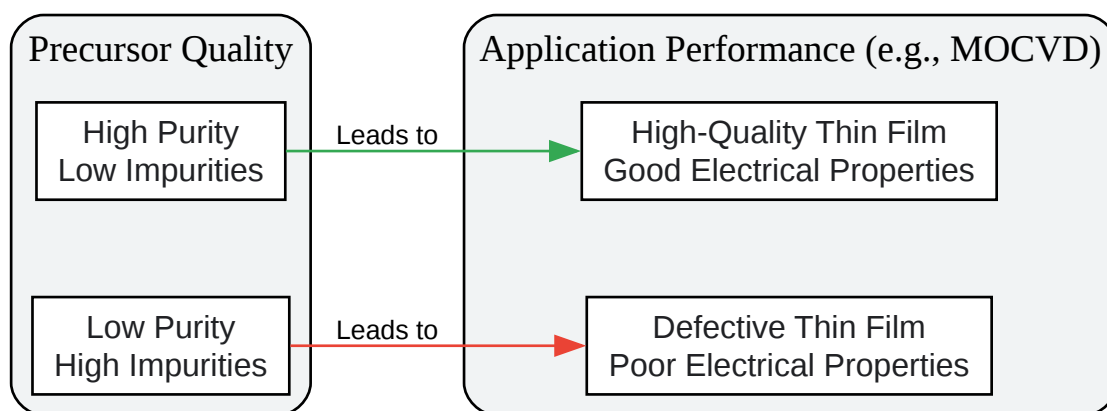 Precursor Quality
Application Performance (e.g., MOCVD)
High Purity
Low Impurities
Leads to
High-Quality Thin Film
Good Electrical Properties
Low Purity
High Impurities
Leads to
Defective Thin Film
Poor Electrical Properties